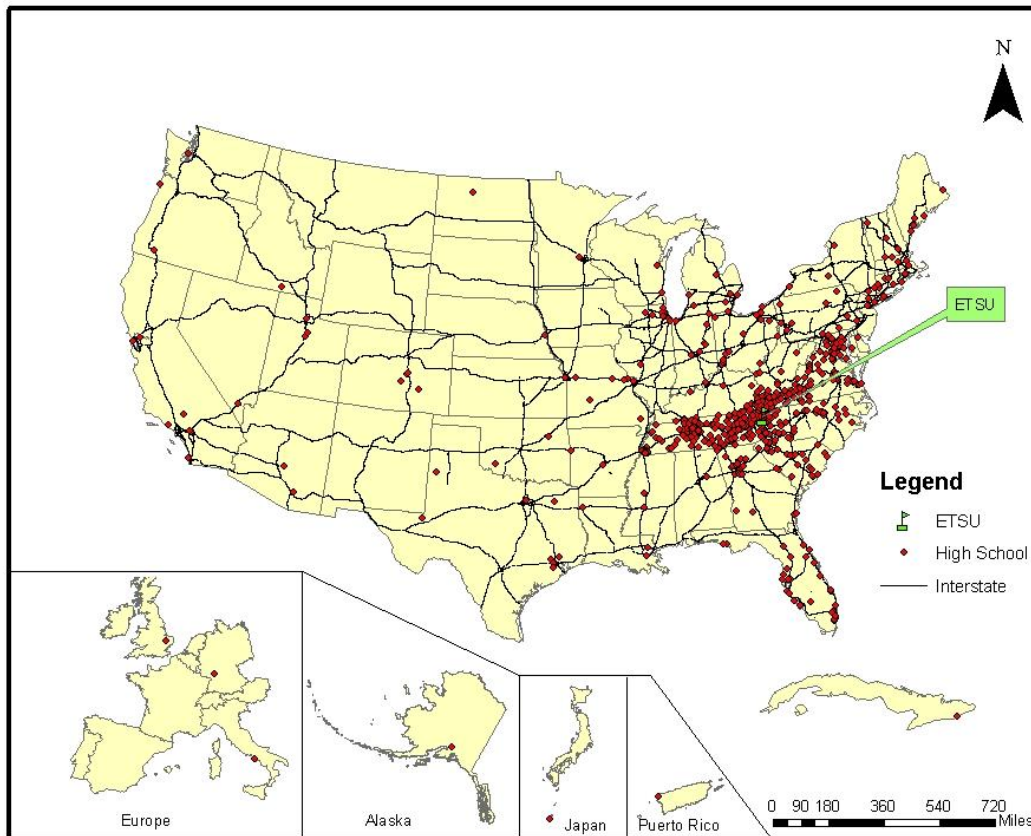 N
ETSU
Legend
ETSU
High School
Interstate
Europe
Alaska
Japan
Puerto Rico
0 90 180 360 540 720
Miles